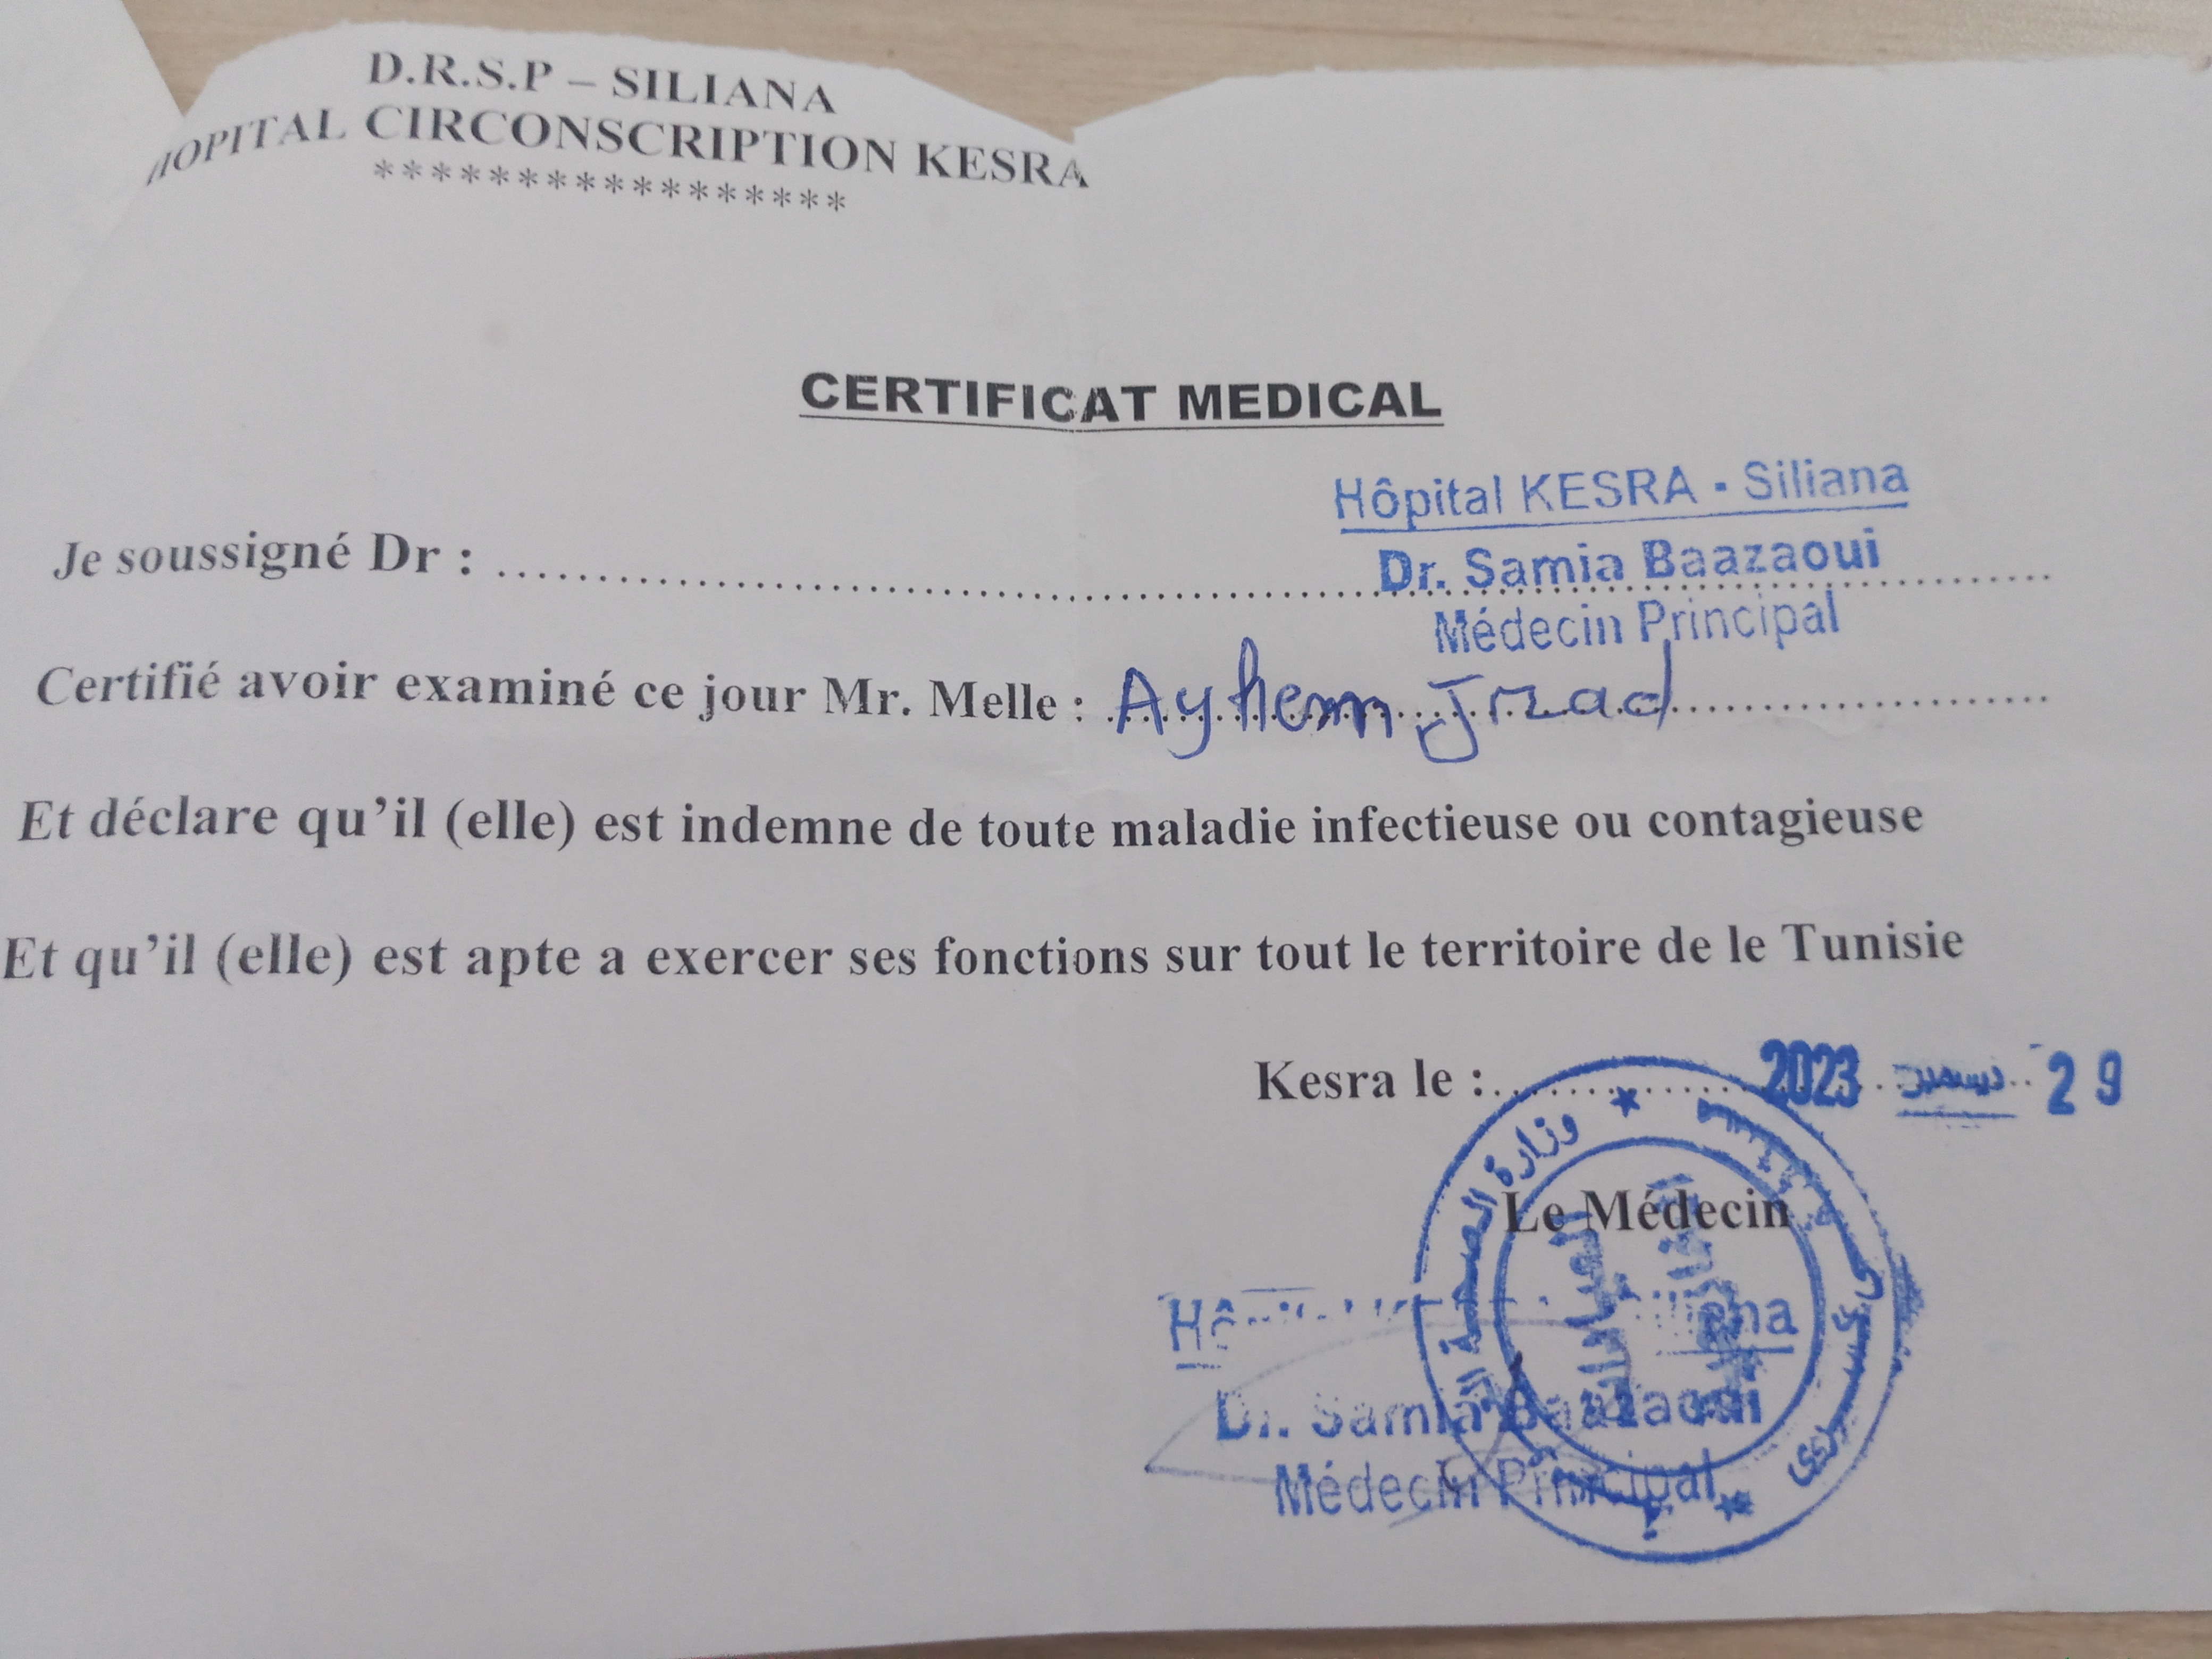 D.R.S.P – SILIANA
HOPITAL CIRCONSCRIPTION KESRA
*****************
CERTIFICAT MEDICAL
Hôpital KESRA - Siliana
Je soussigné Dr : Dr. Samia Baazaoui
Médecin Principal
Certifié avoir examiné ce jour Mr. Melle : Ayhem Jrad
Et déclare qu'il (elle) est indemne de toute maladie infectieuse ou contagieuse
Et qu'il (elle) est apte a exercer ses fonctions sur tout le territoire de le Tunisie
Kesra le : 29 ديسمبر 2023
وزارة الصحة
Le Médecin
Dr. Samia Baazaoui
Médecin Principal